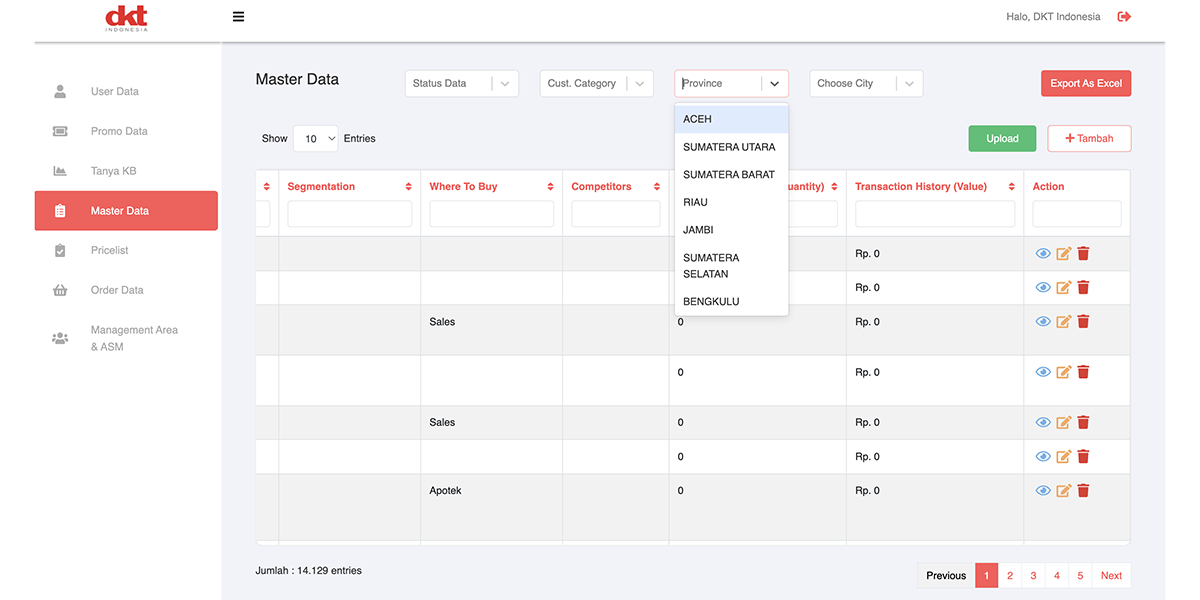 dkt
INDONESIA
Halo, DKT Indonesia
User Data
Promo Data
Tanya KB
Master Data
Pricelist
Order Data
Management Area
& ASM
Master Data
Status Data
Cust. Category
Province
Choose City
Export As Excel
ACEH
SUMATERA UTARA
SUMATERA BARAT
RIAU
JAMBI
SUMATERA
SELATAN
BENGKULU
Show 10 Entries
Upload
+ Tambah
Segmentation Where To Buy Competitors uantity) Transaction History (Value) Action
Rp. 0
Rp. 0
Sales 0 Rp. 0
0 Rp. 0
Sales 0 Rp. 0
0 Rp. 0
Apotek 0 Rp. 0
Jumlah : 14.129 entries
Previous 1 2 3 4 5 Next